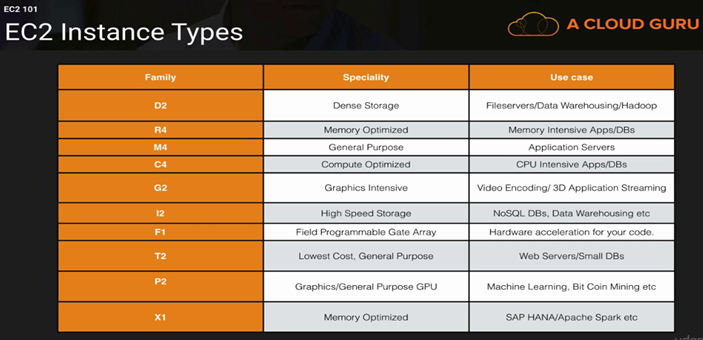 EC2 101
EC2 Instance Types
A CLOUD GURU
Family Speciality Use case
D2 Dense Storage Fileservers/Data Warehousing/Hadoop
R4 Memory Optimized Memory Intensive Apps/DBs
M4 General Purpose Application Servers
C4 Compute Optimized CPU Intensive Apps/DBs
G2 Graphics Intensive Video Encoding/ 3D Application Streaming
I2 High Speed Storage NoSQL DBs, Data Warehousing etc
F1 Field Programmable Gate Array Hardware acceleration for your code.
T2 Lowest Cost, General Purpose Web Servers/Small DBs
P2 Graphics/General Purpose GPU Machine Learning, Bit Coin Mining etc
X1 Memory Optimized SAP HANA/Apache Spark etc